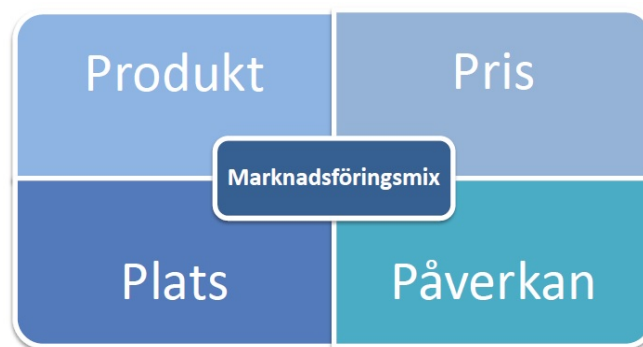 Produkt
Pris
Marknadsföringsmix
Plats
Påverkan